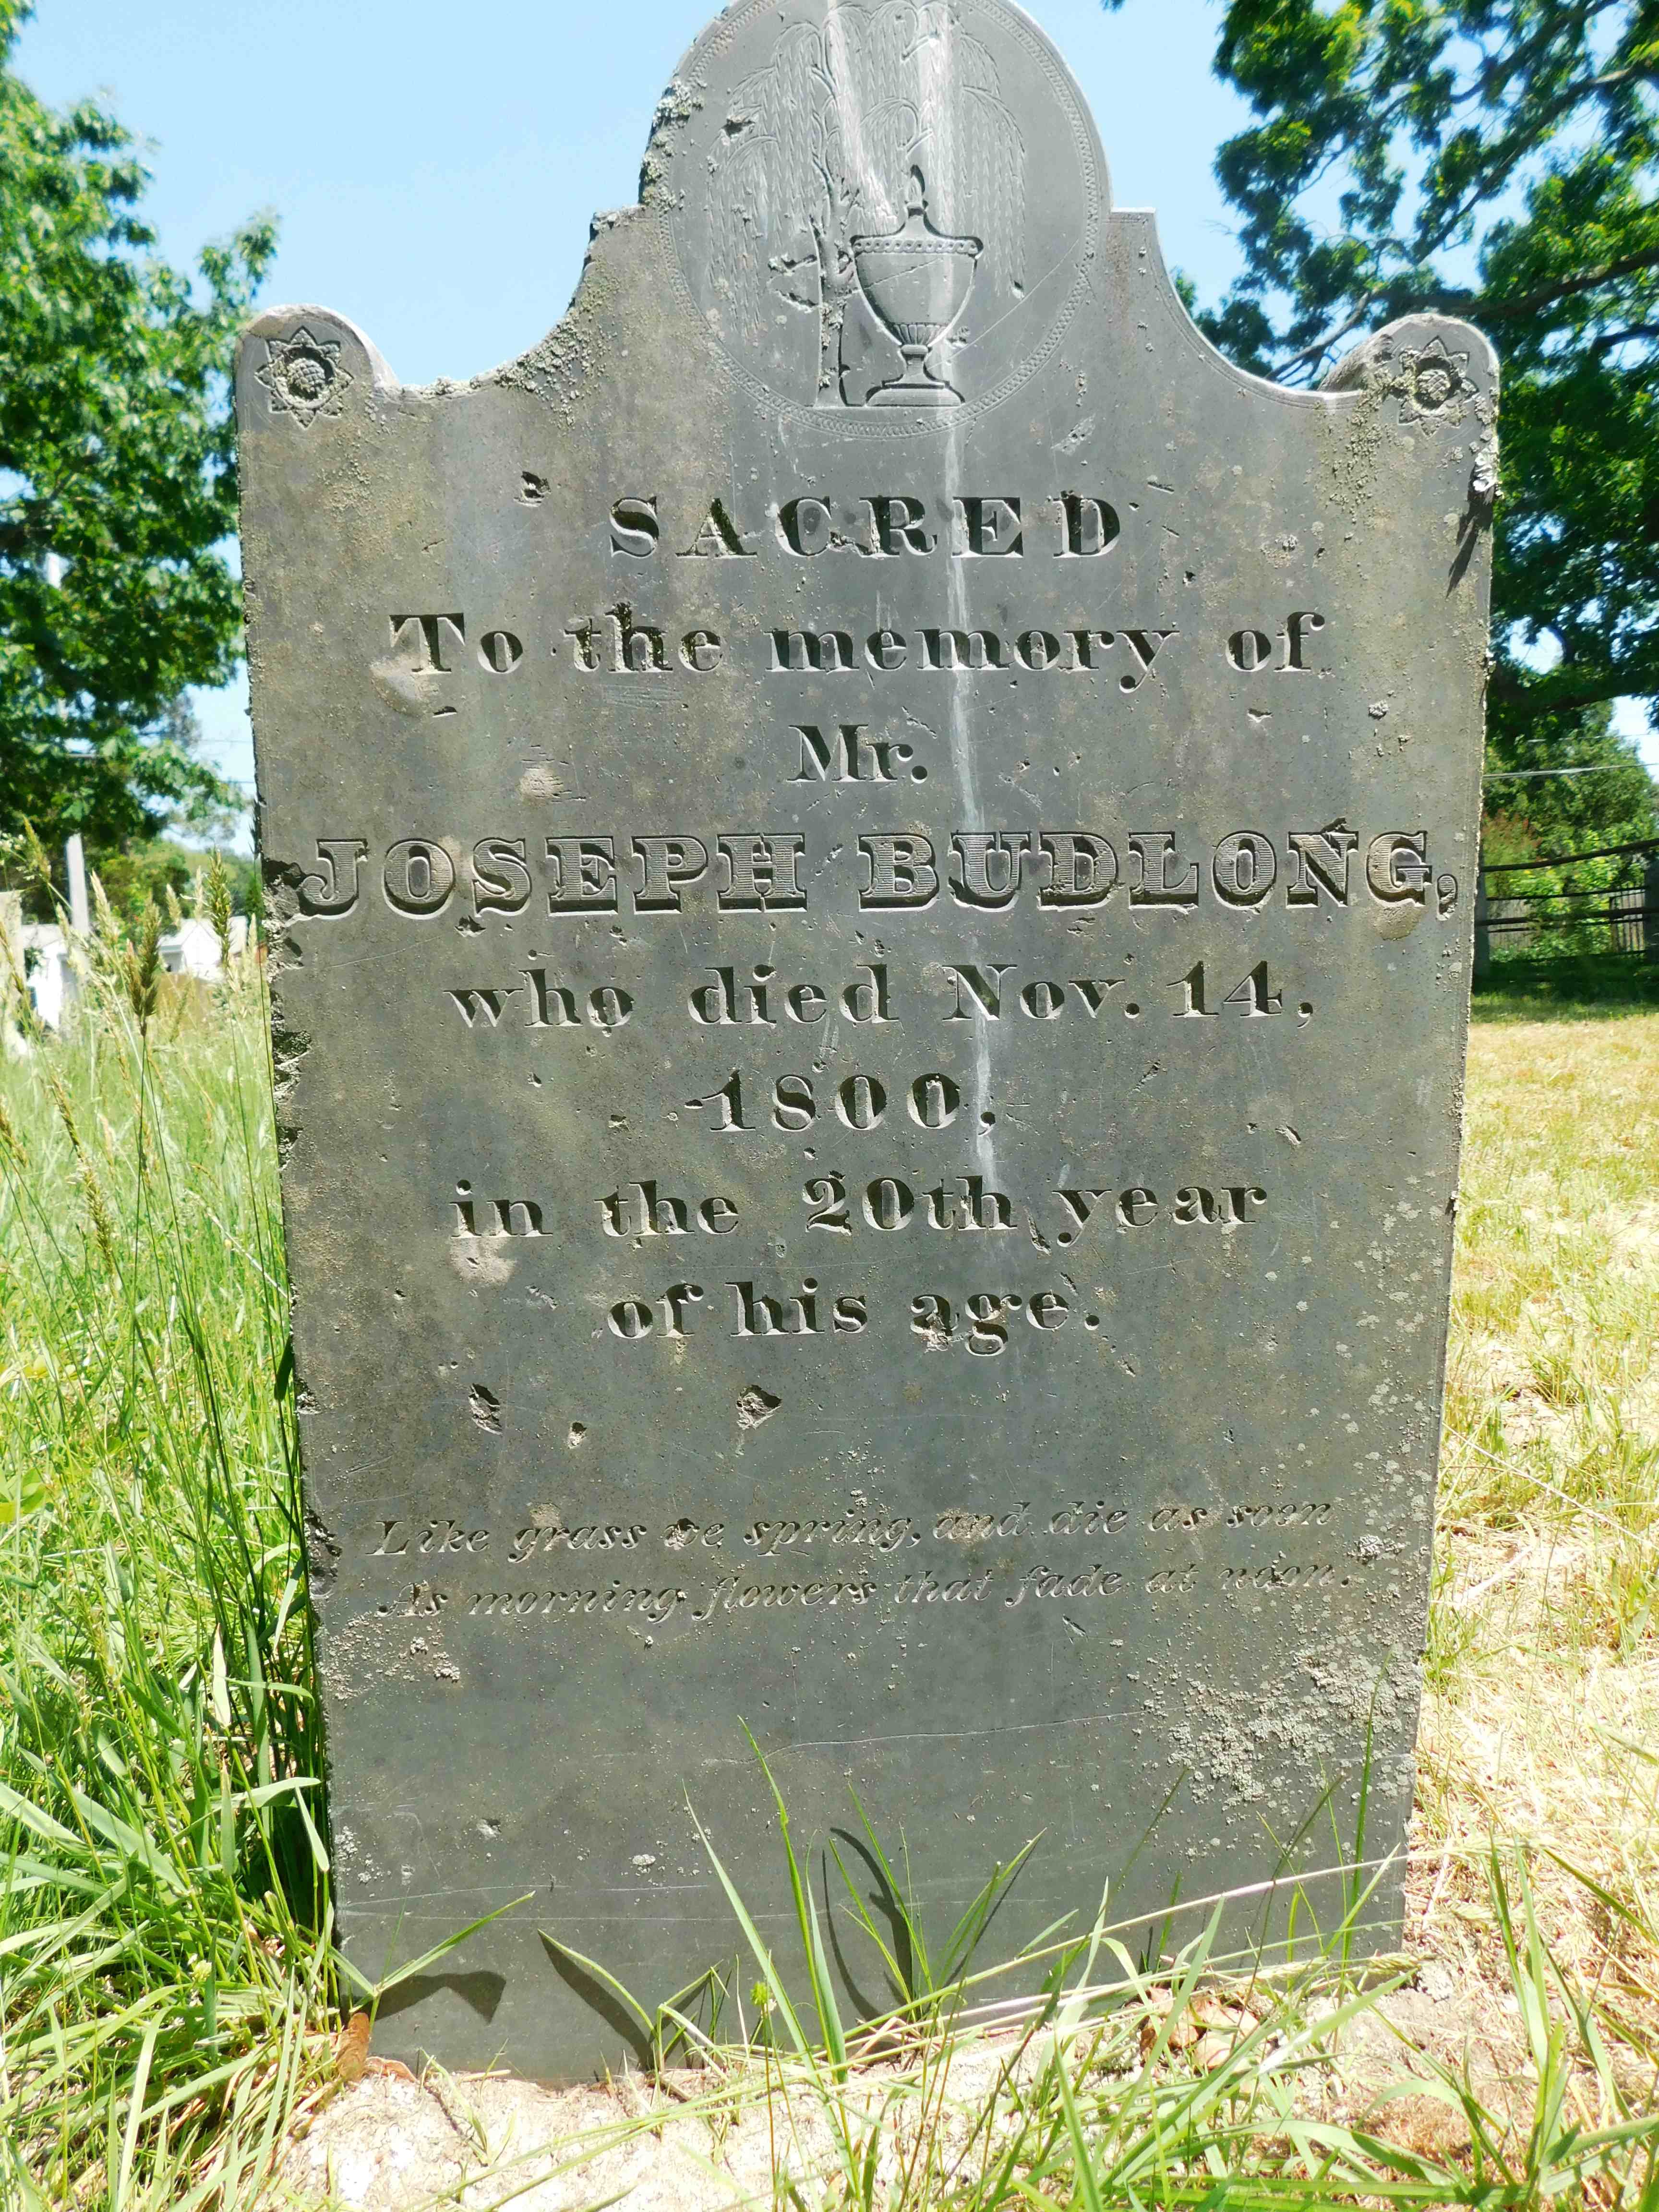 SACRED
To the memory of
Mr.
JOSEPH BUDLONG,
who died Nov. 14,
1800,
in the 20th year
of his age.
Like grass we spring, and die as soon
As morning flowers that fade at noon.